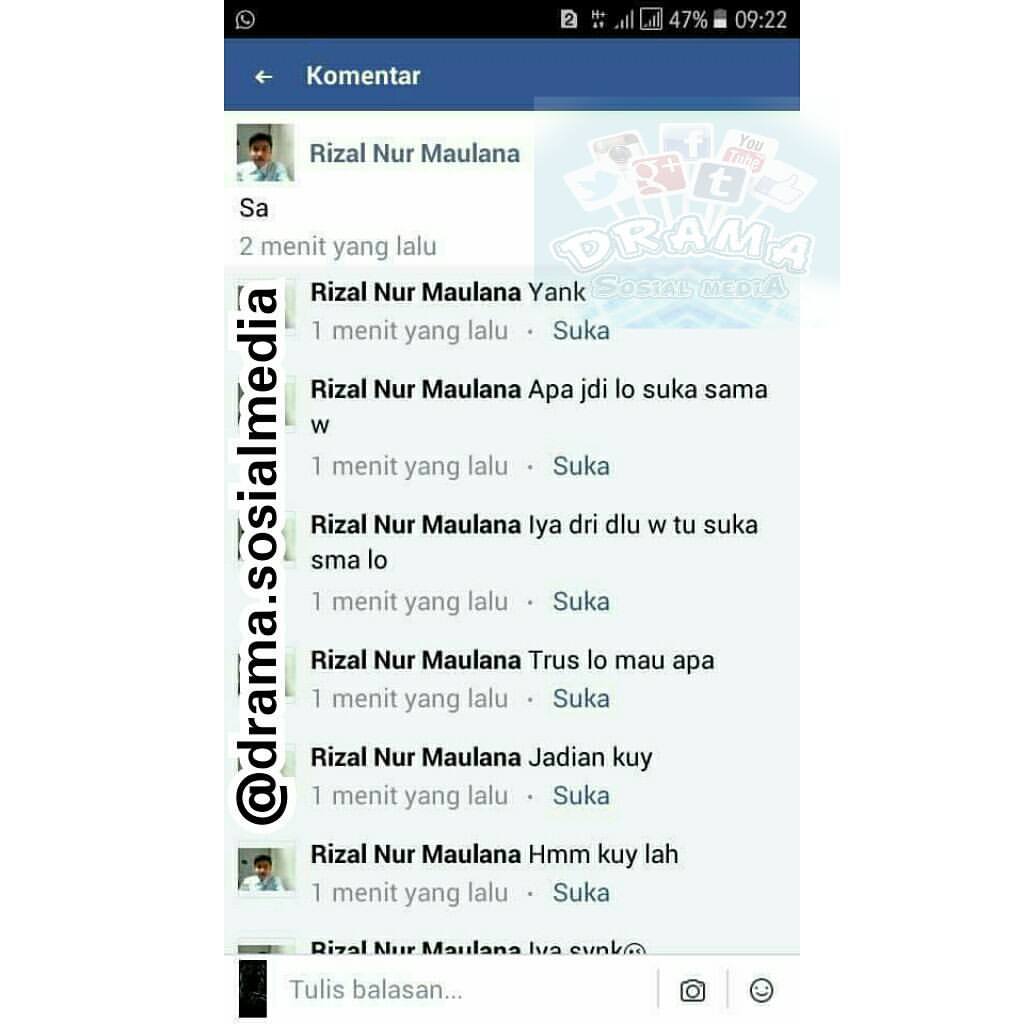 2 H+ 47% 09:22
Komentar
Rizal Nur Maulana
Sa
2 menit yang lalu
You
Tube
g+
f
t
DRAMA
SOSIAL MEDIA
@drama.sosialmedia
Rizal Nur Maulana Yank
1 menit yang lalu · Suka
Rizal Nur Maulana Apa jdi lo suka sama
w
1 menit yang lalu · Suka
Rizal Nur Maulana Iya dri dlu w tu suka
sma lo
1 menit yang lalu · Suka
Rizal Nur Maulana Trus lo mau apa
1 menit yang lalu · Suka
Rizal Nur Maulana Jadian kuy
1 menit yang lalu · Suka
Rizal Nur Maulana Hmm kuy lah
1 menit yang lalu · Suka
Rizal Nur Maulana Iya synk
Tulis balasan...